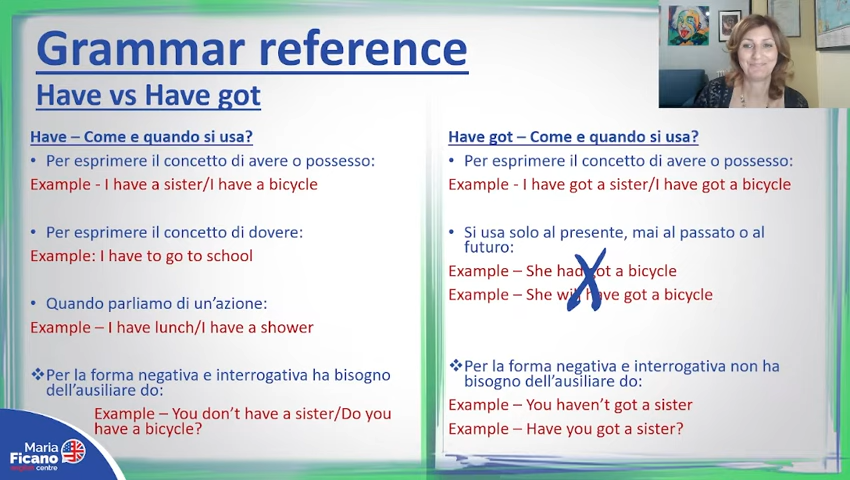 Grammar reference
Have vs Have got
Have – Come e quando si usa?
• Per esprimere il concetto di avere o possesso:
Example - I have a sister/I have a bicycle
• Per esprimere il concetto di dovere:
Example: I have to go to school
• Quando parliamo di un'azione:
Example – I have lunch/I have a shower
❖Per la forma negativa e interrogativa ha bisogno
dell'ausiliare do:
Example – You don't have a sister/Do you
have a bicycle?
Have got – Come e quando si usa?
• Per esprimere il concetto di avere o possesso:
Example - I have got a sister/I have got a bicycle
• Si usa solo al presente, mai al passato o al
futuro:
Example – She had got a bicycle
Example – She will have got a bicycle
X
❖Per la forma negativa e interrogativa non ha
bisogno dell'ausiliare do:
Example – You haven't got a sister
Example – Have you got a sister?
Maria
Ficano
english centre